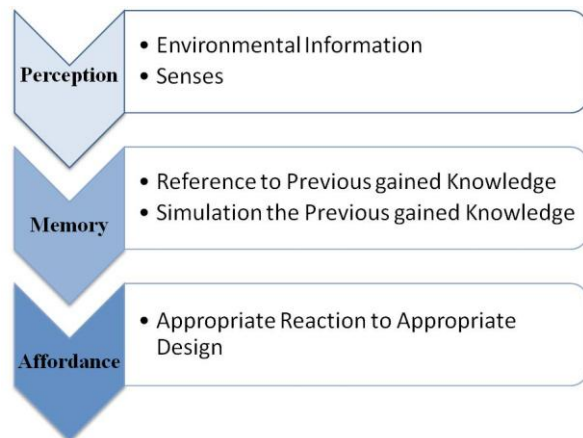 Perception
• Environmental Information
• Senses
Memory
• Reference to Previous gained Knowledge
• Simulation the Previous gained Knowledge
Affordance
• Appropriate Reaction to Appropriate
Design